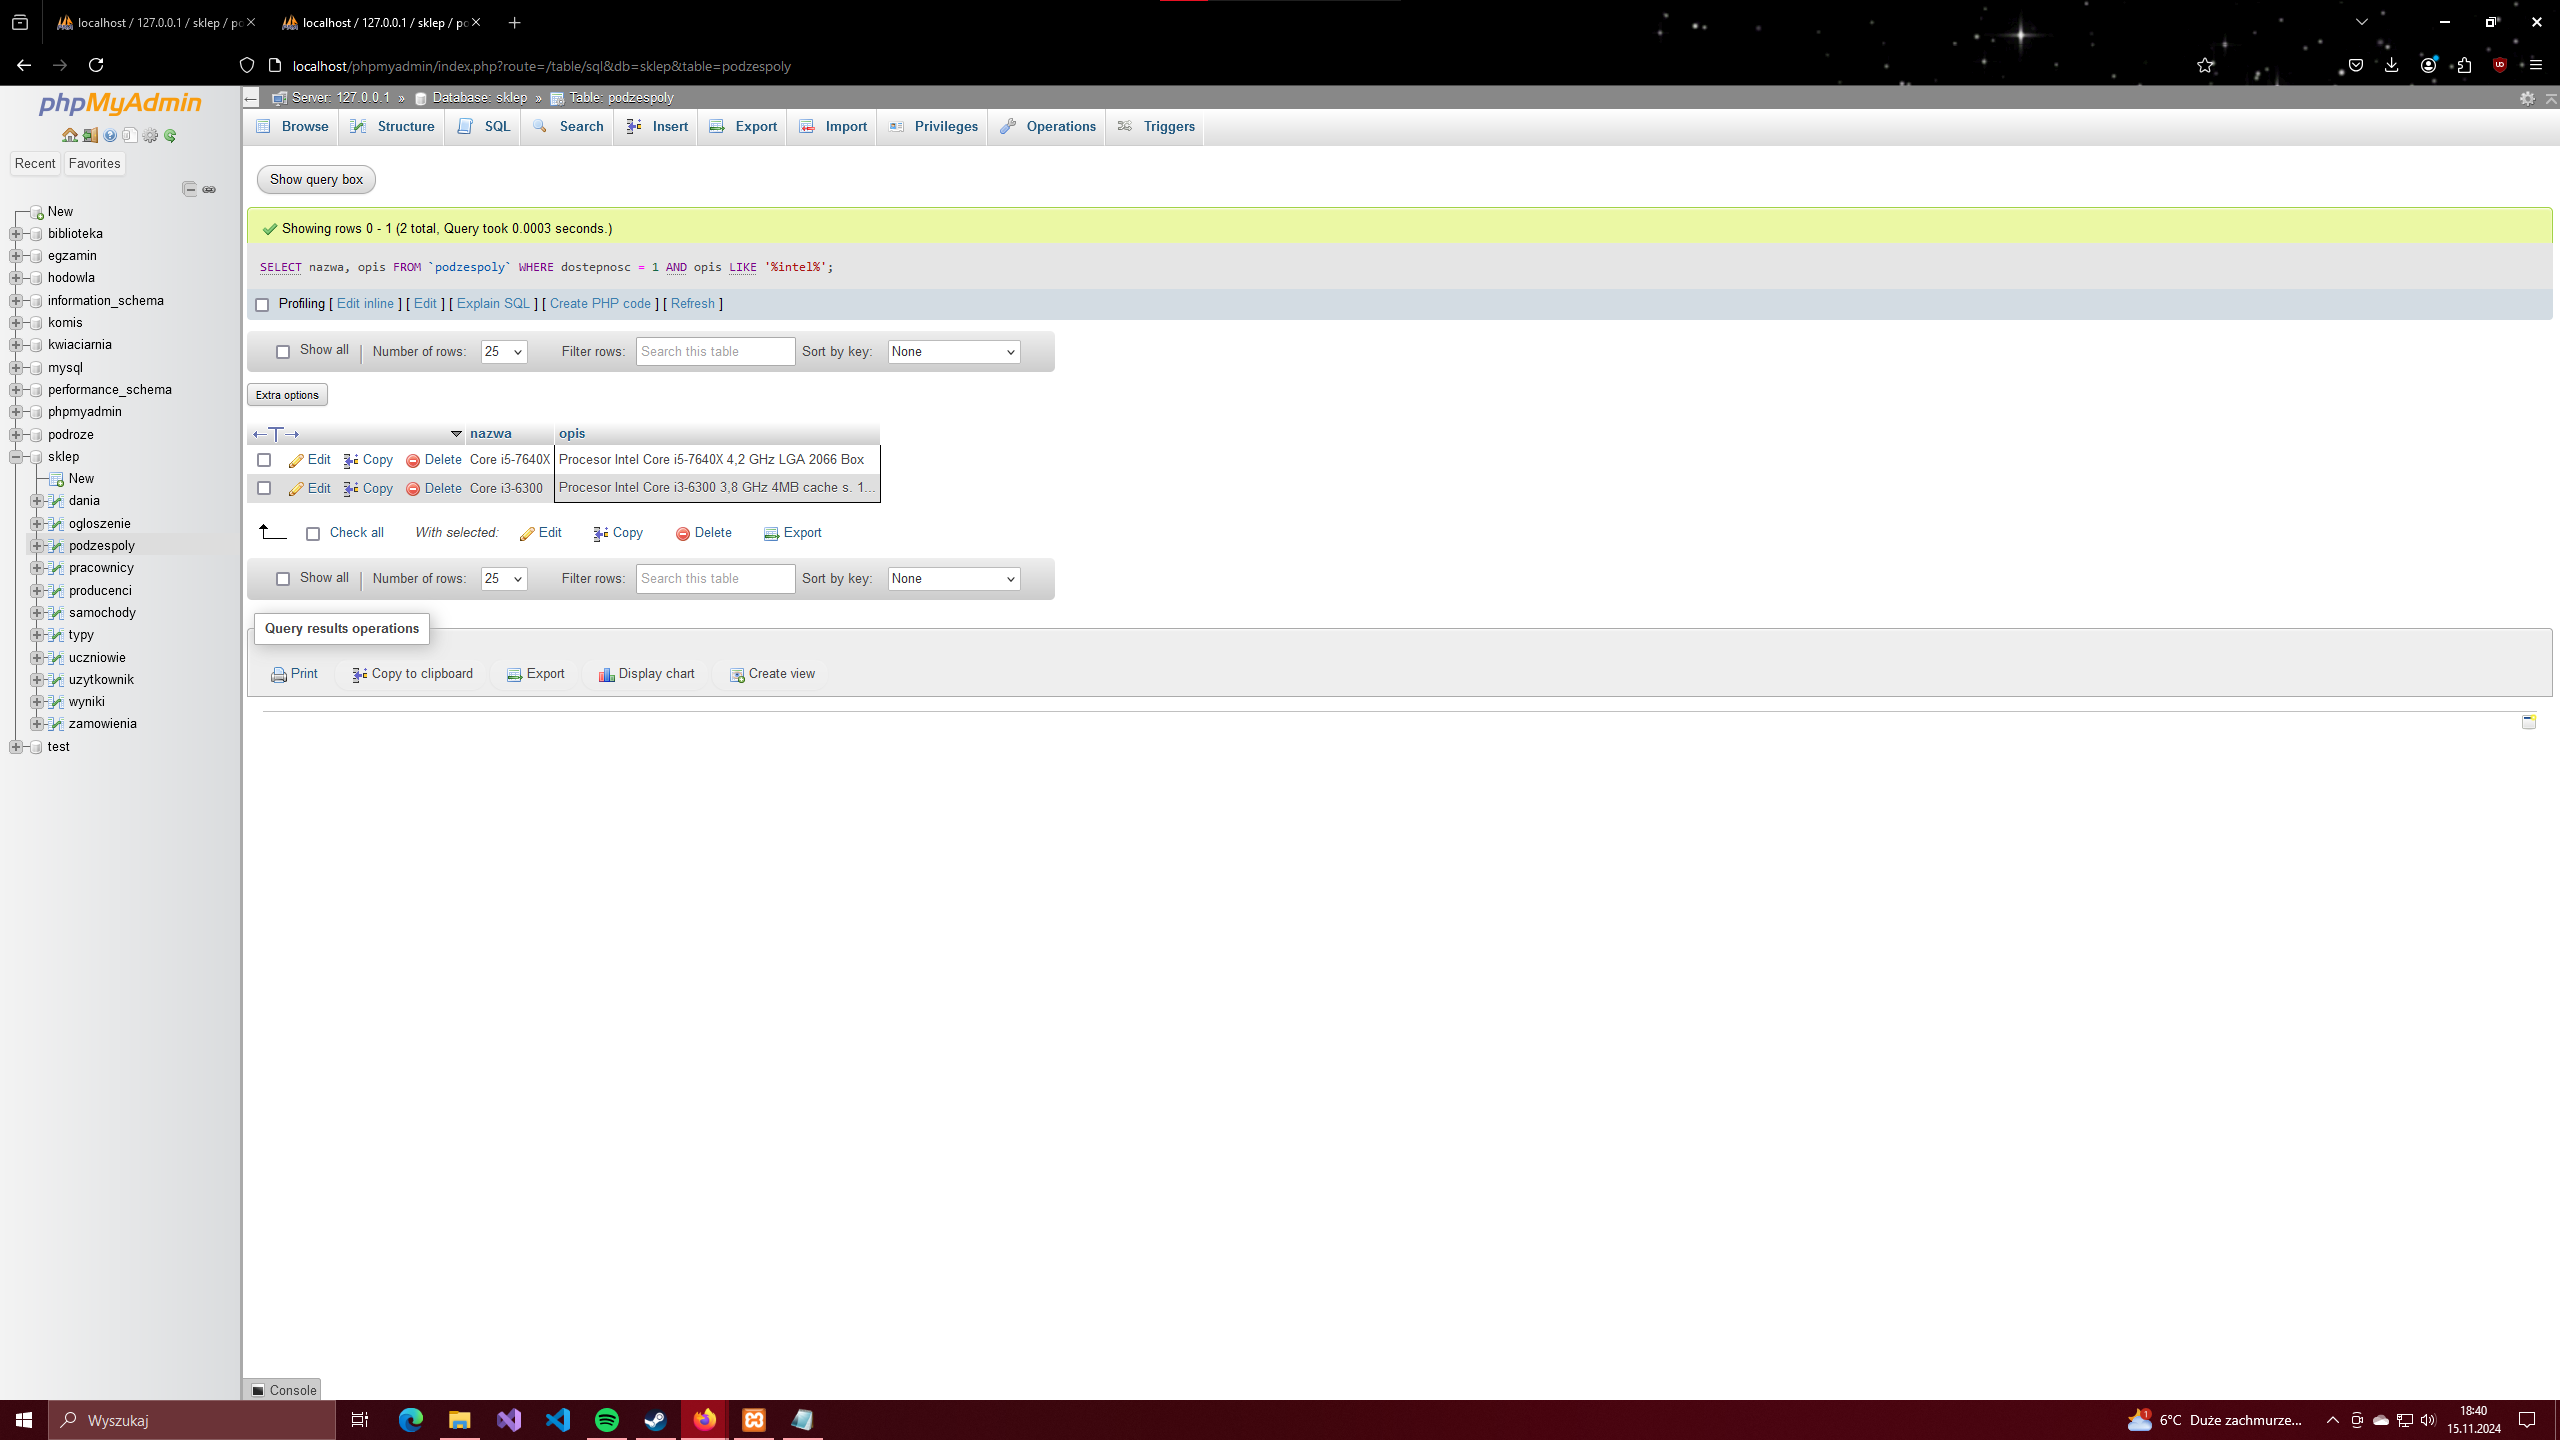 localhost / 127.0.0.1 / sklep / po
localhost / 127.0.0.1 / sklep / po
localhost/phpmyadmin/index.php?route=/table/sql&db=sklep&table=podzespoly
phpMyAdmin
Recent Favorites
New
biblioteka
egzamin
hodowla
information_schema
komis
kwiaciarnia
mysql
performance_schema
phpmyadmin
podroze
sklep
New
dania
ogloszenie
podzespoly
pracownicy
producenci
samochody
typy
uczniowie
uzytkownik
wyniki
zamowienia
test
Server: 127.0.0.1 » Database: sklep » Table: podzespoly
Browse Structure SQL Search Insert Export Import Privileges Operations Triggers
Show query box
Showing rows 0 - 1 (2 total, Query took 0.0003 seconds.)
SELECT nazwa, opis FROM `podzespoly` WHERE dostepnosc = 1 AND opis LIKE '%intel%';
Profiling [ Edit inline ] [ Edit ] [ Explain SQL ] [ Create PHP code ] [ Refresh ]
Show all Number of rows: 25 Filter rows: Search this table Sort by key: None
Extra options
nazwa opis
Edit Copy Delete Core i5-7640X Procesor Intel Core i5-7640X 4,2 GHz LGA 2066 Box
Edit Copy Delete Core i3-6300 Procesor Intel Core i3-6300 3,8 GHz 4MB cache s. 1...
Check all With selected: Edit Copy Delete Export
Show all Number of rows: 25 Filter rows: Search this table Sort by key: None
Query results operations
Print Copy to clipboard Export Display chart Create view
Console
Wyszukaj
1 6°C Duże zachmurze...
18:40
15.11.2024